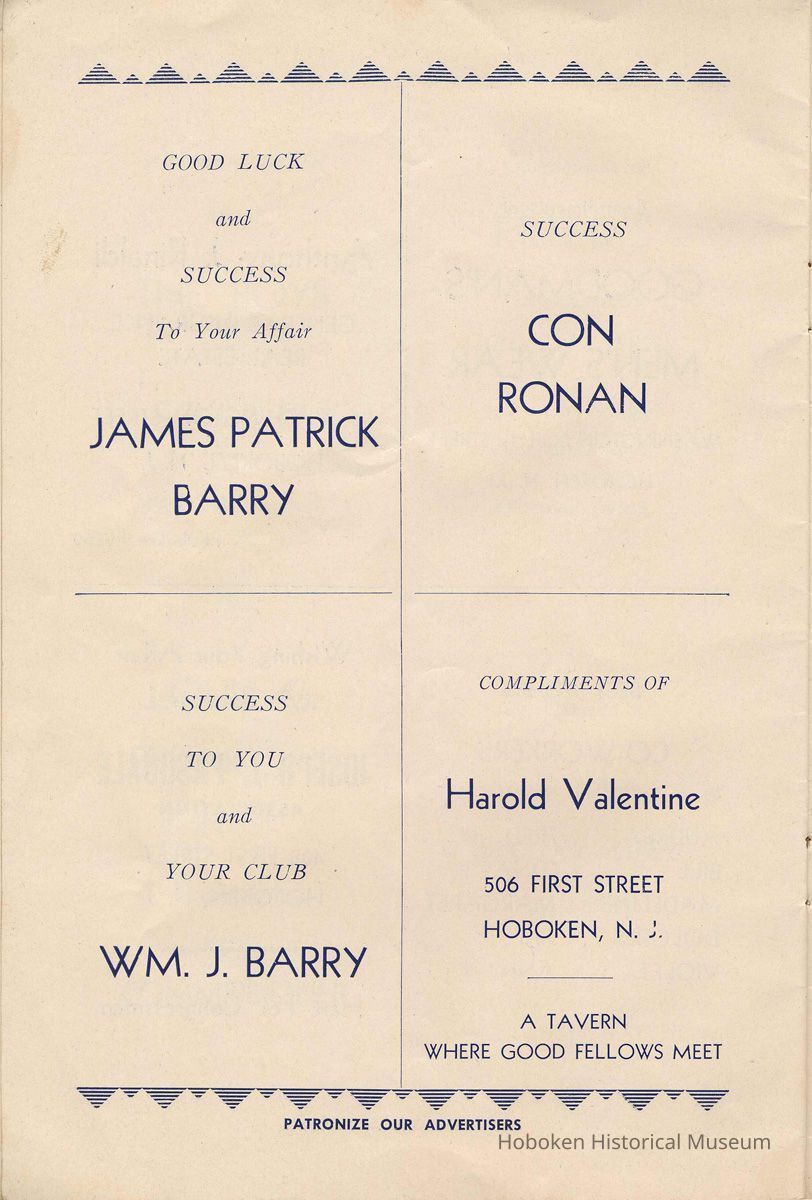 GOOD LUCK
and
SUCCESS
To Your Affair
JAMES PATRICK
BARRY
SUCCESS
CON
RONAN
SUCCESS
TO YOU
and
YOUR CLUB
WM. J. BARRY
COMPLIMENTS OF
Harold Valentine
506 FIRST STREET
HOBOKEN, N. J.
A TAVERN
WHERE GOOD FELLOWS MEET
PATRONIZE OUR ADVERTISERS
Hoboken Historical Museum